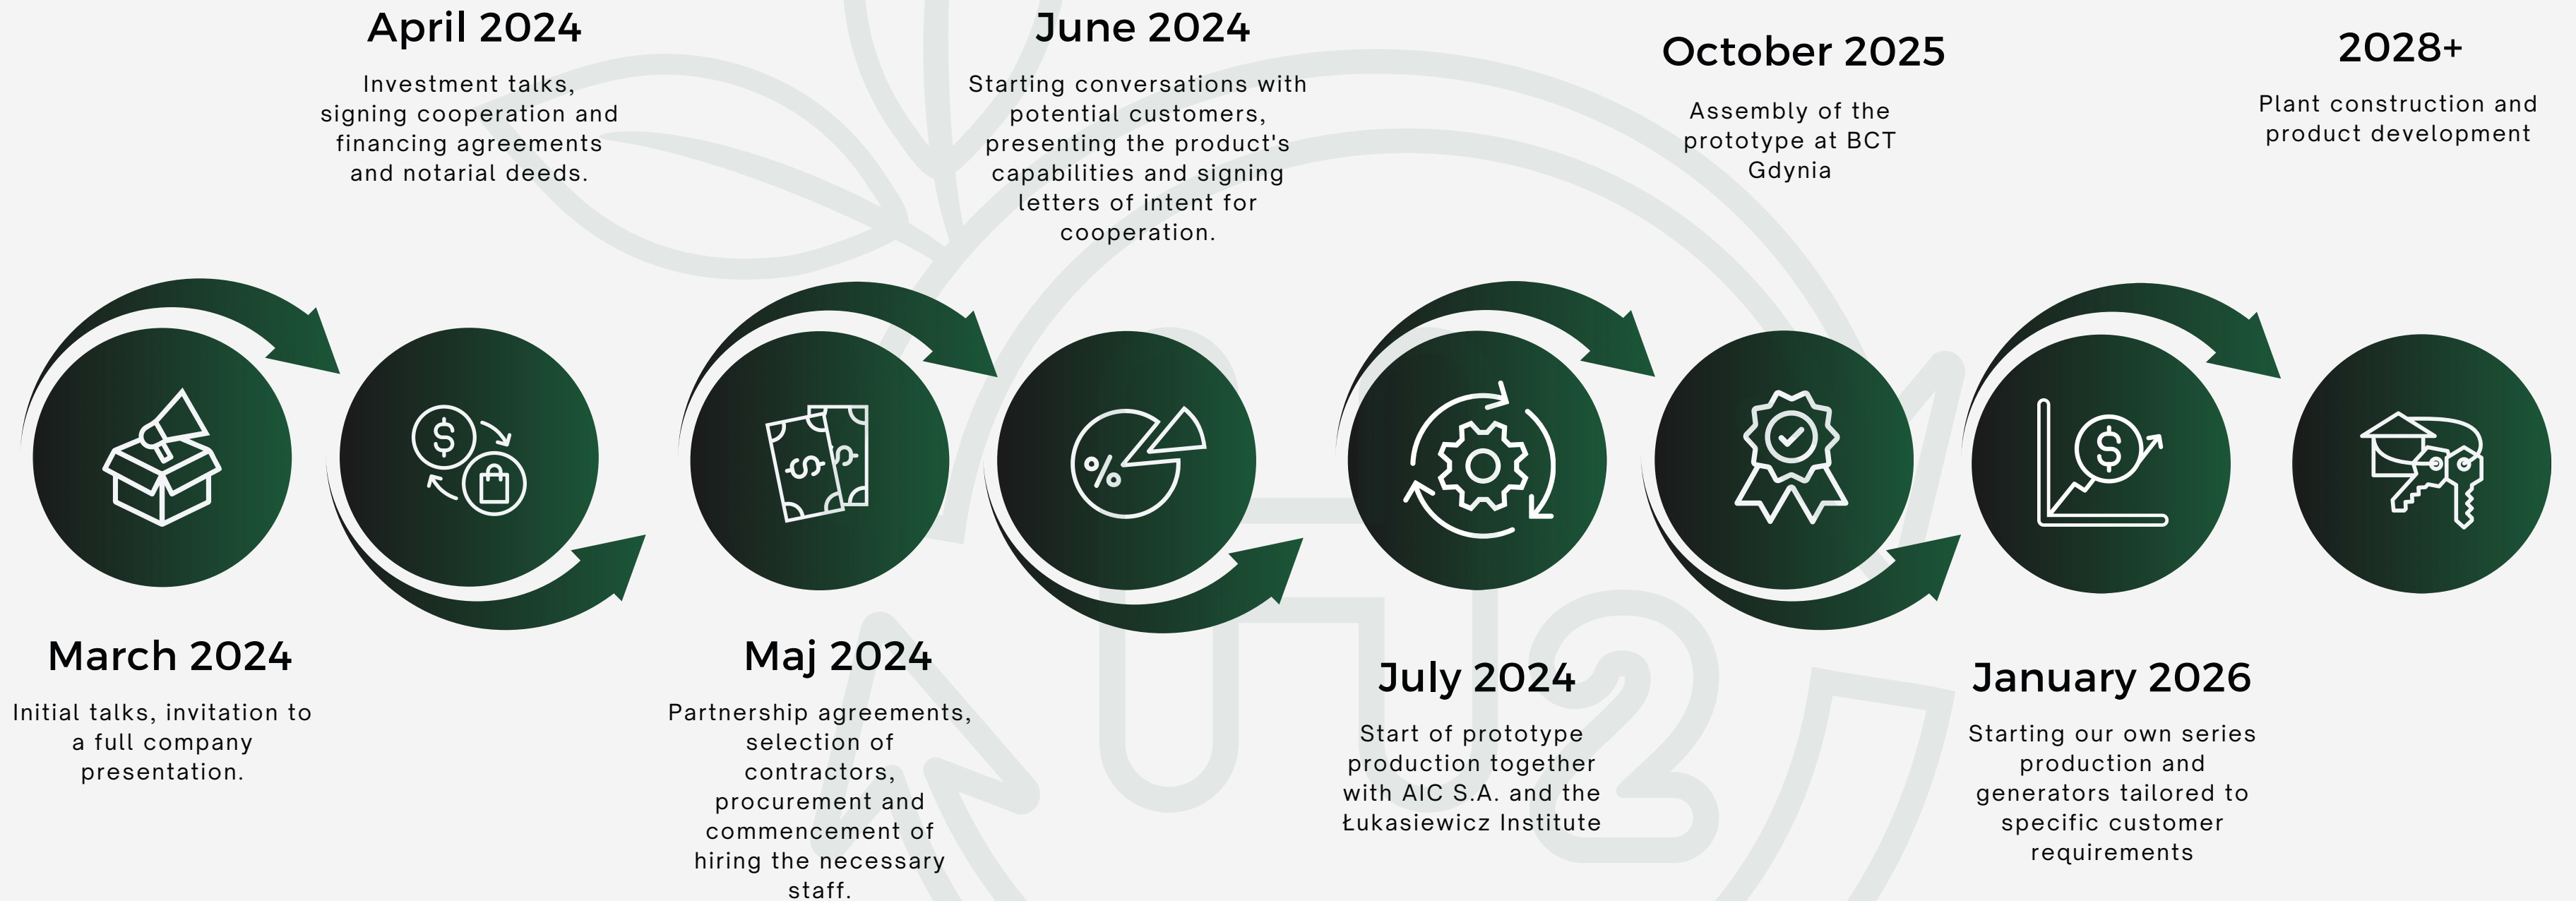 March 2024
Initial talks, invitation to
a full company
presentation.
April 2024
Investment talks,
signing cooperation and
financing agreements
and notarial deeds.
Maj 2024
Partnership agreements,
selection of
contractors,
procurement and
commencement of
hiring the necessary
staff.
June 2024
Starting conversations with
potential customers,
presenting the product's
capabilities and signing
letters of intent for
cooperation.
July 2024
Start of prototype
production together
with AIC S.A. and the
Łukasiewicz Institute
October 2025
Assembly of the
prototype at BCT
Gdynia
January 2026
Starting our own series
production and
generators tailored to
specific customer
requirements
2028+
Plant construction and
product development
$
$
$
%
$
H2